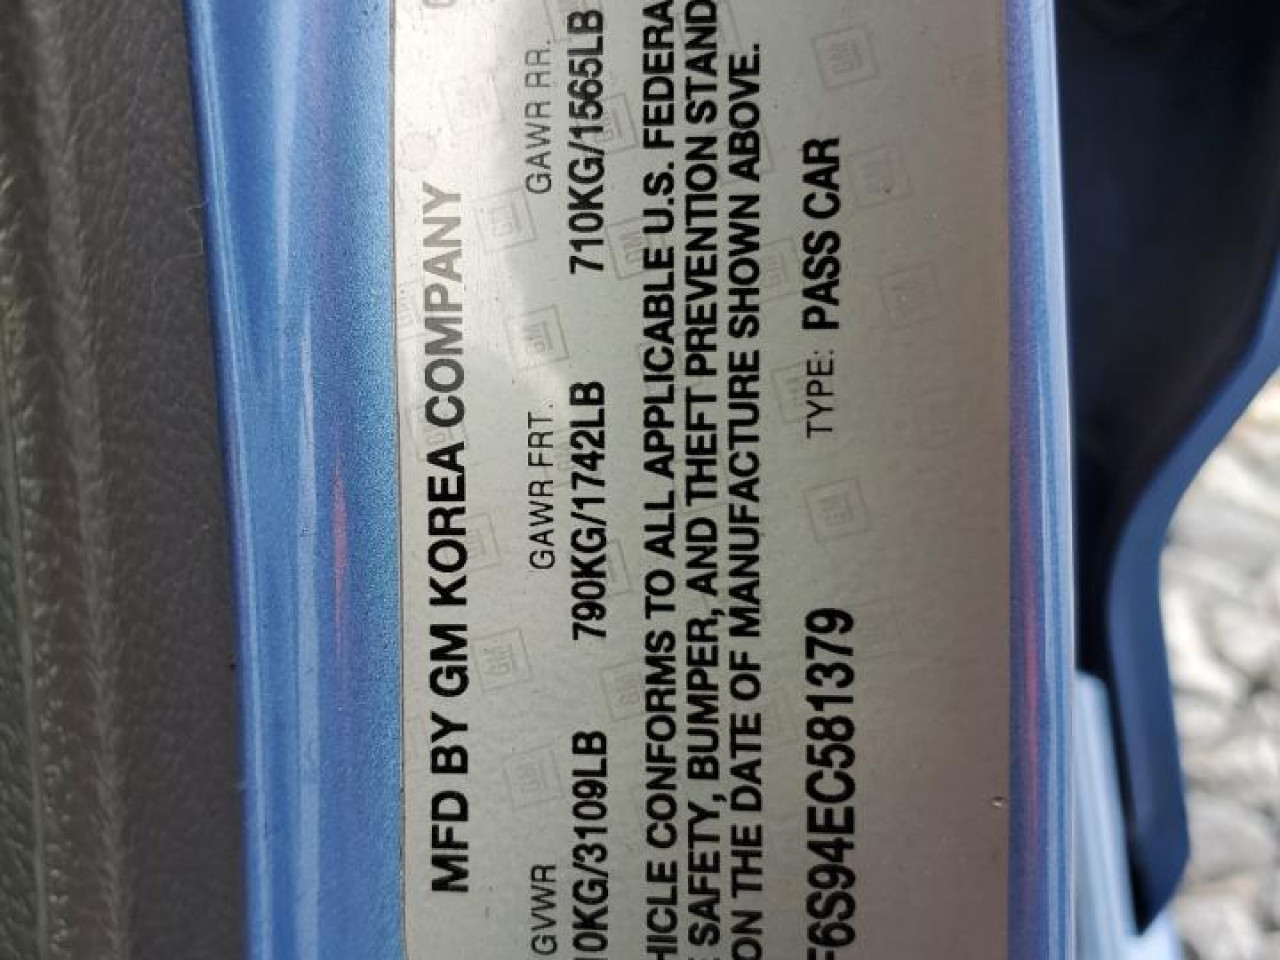 MFD BY GM KOREA COMPANY
GVWR GAWR FRT. GAWR RR.
10KG/3109LB 790KG/1742LB 710KG/1565LB
HICLE CONFORMS TO ALL APPLICABLE U.S. FEDERA
SAFETY, BUMPER, AND THEFT PREVENTION STAND
ON THE DATE OF MANUFACTURE SHOWN ABOVE.
F6S94EC581379 TYPE: PASS CAR